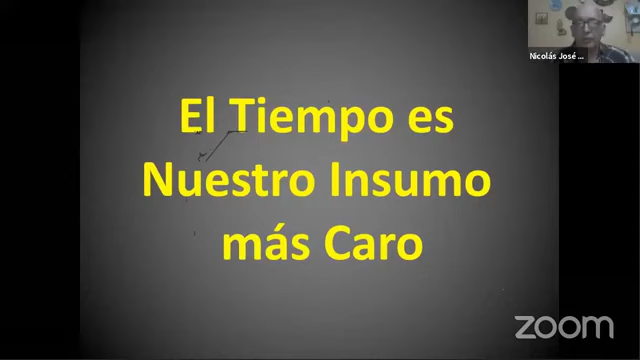 Nicolás José ...
El Tiempo es
Nuestro Insumo
más Caro
zoom